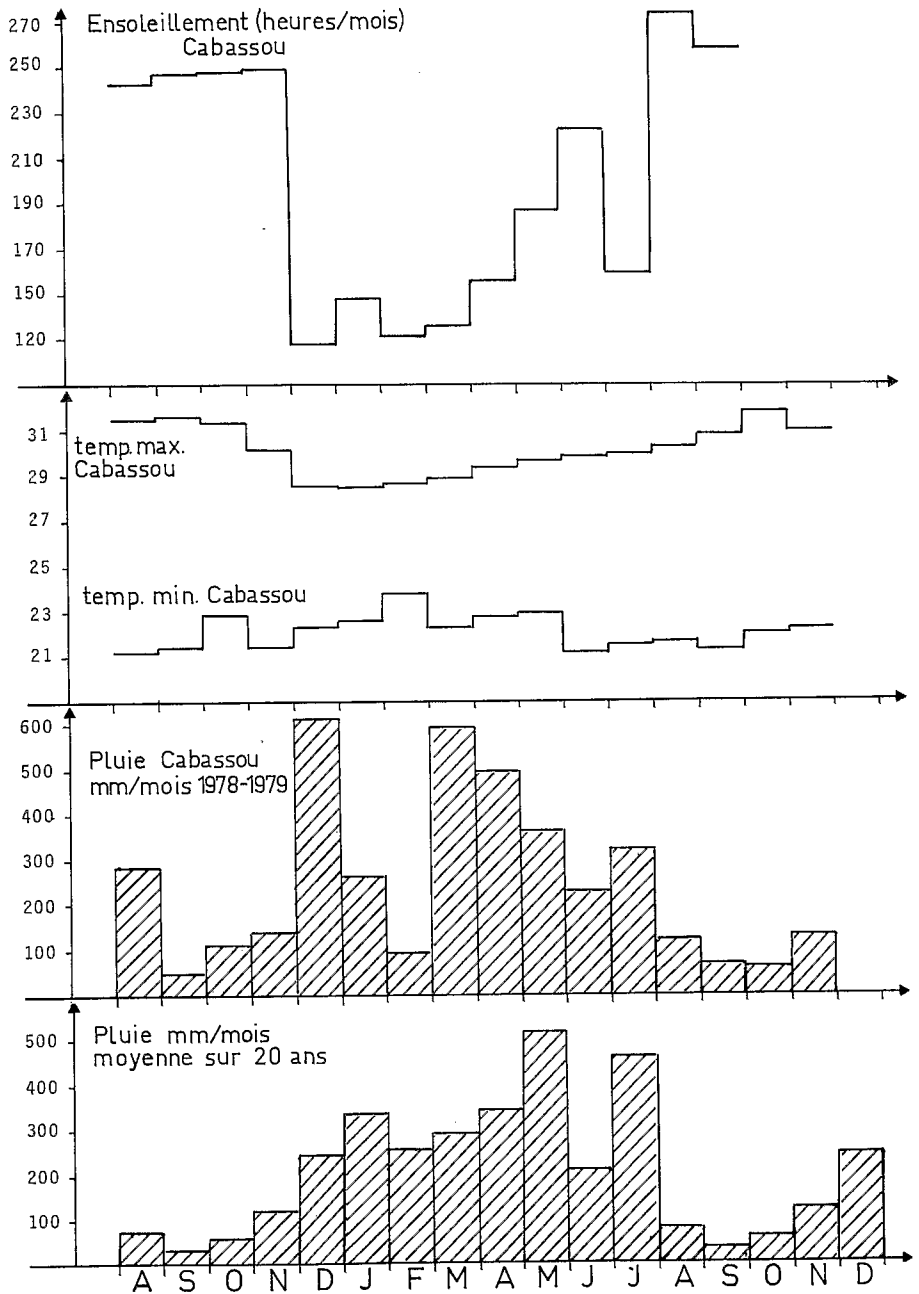 Ensoleillement (heures/mois)
Cabassou
270
250
230
210
190
170
150
120
temp.max.
Cabassou
31
29
27
25
23
21
temp. min. Cabassou
Pluie Cabassou
mm/mois 1978-1979
600
500
400
300
200
100
Pluie mm/mois
moyenne sur 20 ans
500
400
300
200
100
A S O N D J F M A M J J A S O N D